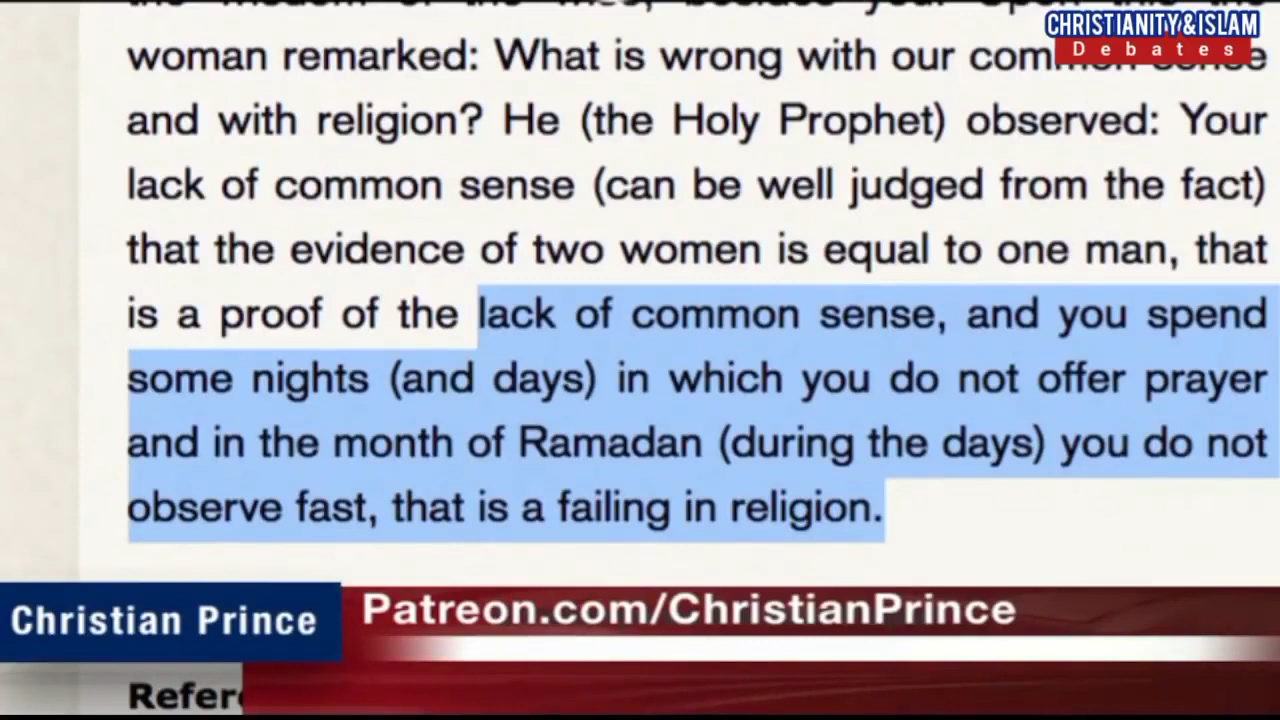 CHRISTIANITY & ISLAM
Debates
woman remarked: What is wrong with our common sense
and with religion? He (the Holy Prophet) observed: Your
lack of common sense (can be well judged from the fact)
that the evidence of two women is equal to one man, that
is a proof of the lack of common sense, and you spend
some nights (and days) in which you do not offer prayer
and in the month of Ramadan (during the days) you do not
observe fast, that is a failing in religion.
Christian Prince
Patreon.com/ChristianPrince